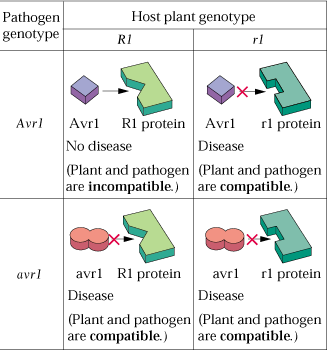 Pathogen
genotype
Host plant genotype
R1
r1
Avr1
Avr1
R1 protein
No disease
(Plant and pathogen
are incompatible.)
Avr1
r1 protein
Disease
(Plant and pathogen
are compatible.)
avr1
avr1
R1 protein
Disease
(Plant and pathogen
are compatible.)
avr1
r1 protein
Disease
(Plant and pathogen
are compatible.)